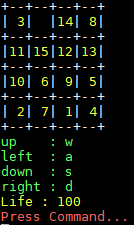 +--+--+--+--+
| 3|  |14| 8|
+--+--+--+--+
|11|15|12|13|
+--+--+--+--+
|10| 6| 9| 5|
+--+--+--+--+
| 2| 7| 1| 4|
+--+--+--+--+
up    : w
left  : a
down  : s
right : d
Life : 100
Press Command...